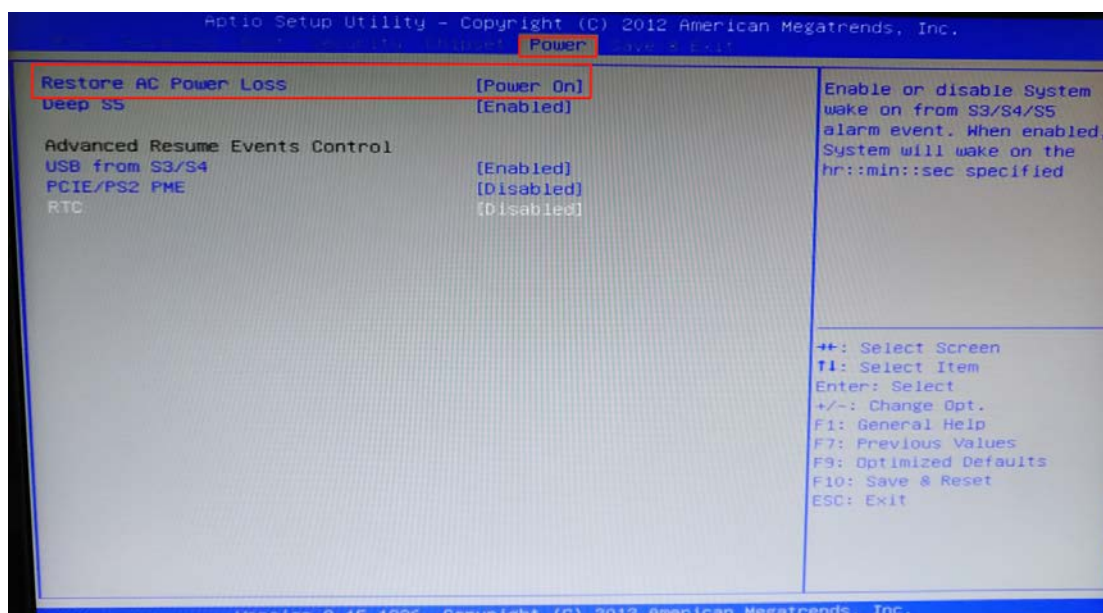 Aptio Setup Utility – Copyright (C) 2012 American Megatrends, Inc.
Power Save & Exit
Restore AC Power Loss [Power On]
Deep S5 [Enabled]
Advanced Resume Events Control
USB from S3/S4 [Enabled]
PCIE/PS2 PME [Disabled]
RTC [Disabled]
Enable or disable System
wake on from S3/S4/S5
alarm event. When enabled,
System will wake on the
hr::min::sec specified
→←: Select Screen
↑↓: Select Item
Enter: Select
+/-: Change Opt.
F1: General Help
F7: Previous Values
F9: Optimized Defaults
F10: Save & Reset
ESC: Exit
Copyright (C) 2012 American Megatrends, Inc.